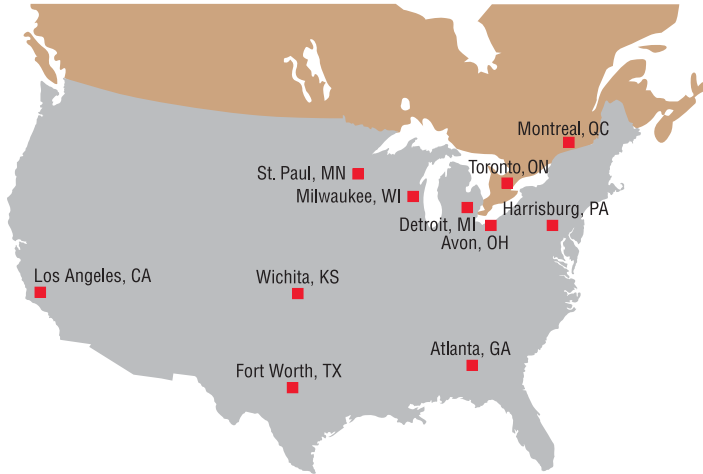 Montreal, QC
St. Paul, MN
Toronto, ON
Milwaukee, WI
Harrisburg, PA
Detroit, MI
Avon, OH
Los Angeles, CA
Wichita, KS
Atlanta, GA
Fort Worth, TX